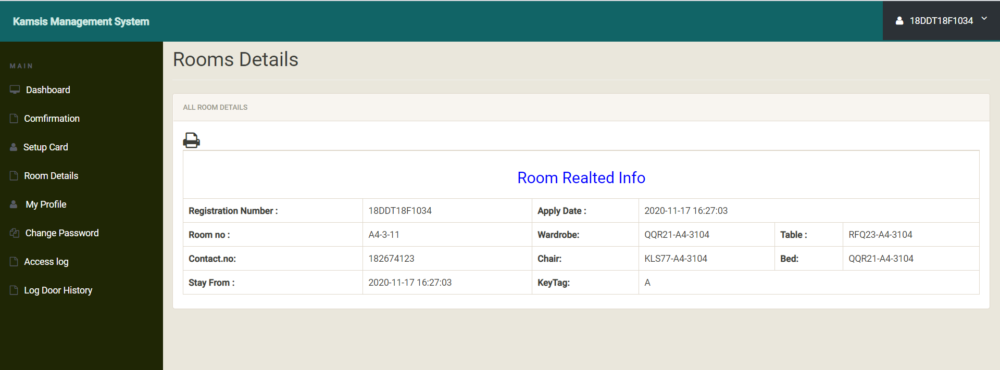 Kamsis Management System
18DDT18F1034
MAIN
Dashboard
Comfirmation
Setup Card
Room Details
My Profile
Change Password
Access log
Log Door History
Rooms Details
ALL ROOM DETAILS
Room Realted Info
Registration Number : 18DDT18F1034 Apply Date : 2020-11-17 16:27:03
Room no : A4-3-11 Wardrobe: QQR21-A4-3104 Table : RFQ23-A4-3104
Contact.no: 182674123 Chair: KLS77-A4-3104 Bed: QQR21-A4-3104
Stay From : 2020-11-17 16:27:03 KeyTag: A